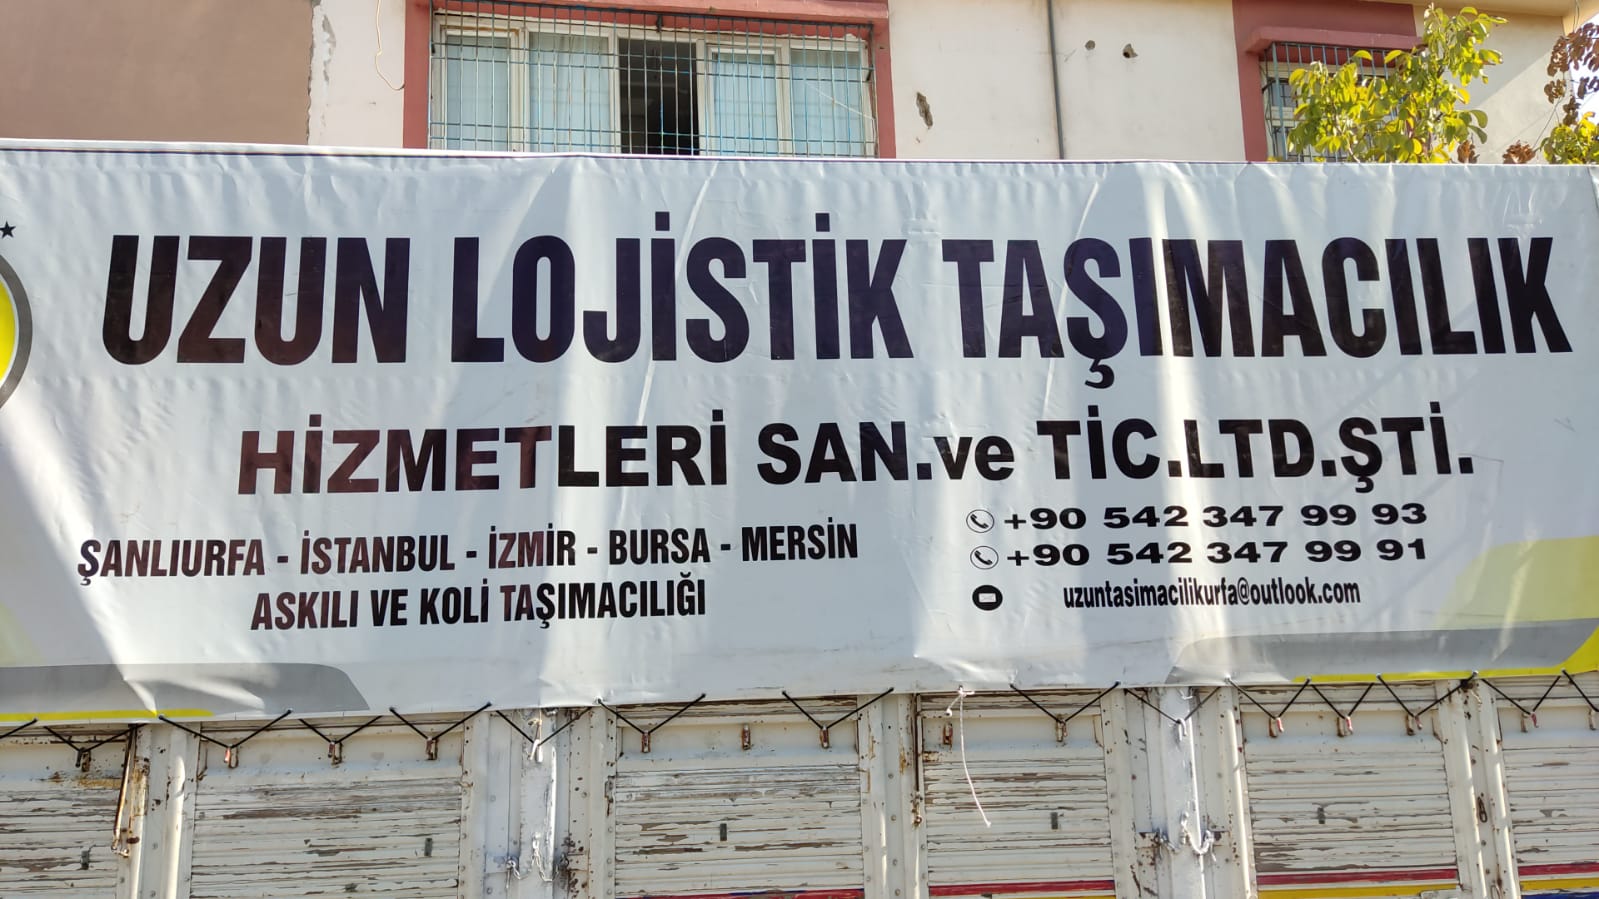 UZUN LOJİSTİK TAŞIMACILIK
HİZMETLERİ SAN.ve TİC.LTD.ŞTİ.
ŞANLIURFA - İSTANBUL - İZMİR - BURSA - MERSİN
ASKILI VE KOLİ TAŞIMACILIĞI
+90 542 347 99 93
+90 542 347 99 91
uzuntasimacilikurfa@outlook.com